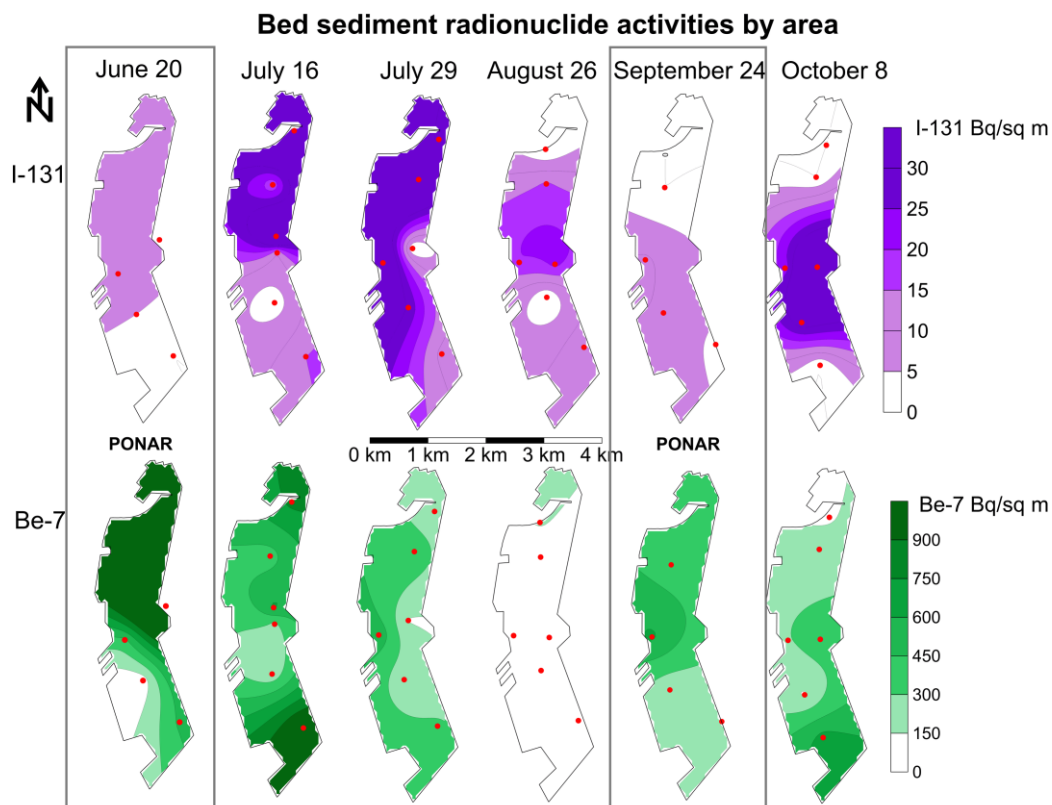 Bed sediment radionuclide activities by area
June 20
July 16
July 29
August 26
September 24
October 8
N
I-131
I-131 Bq/sq m
30
25
20
15
10
5
0
PONAR
PONAR
0 km
1 km
2 km
3 km
4 km
Be-7
Be-7 Bq/sq m
900
750
600
450
300
150
0